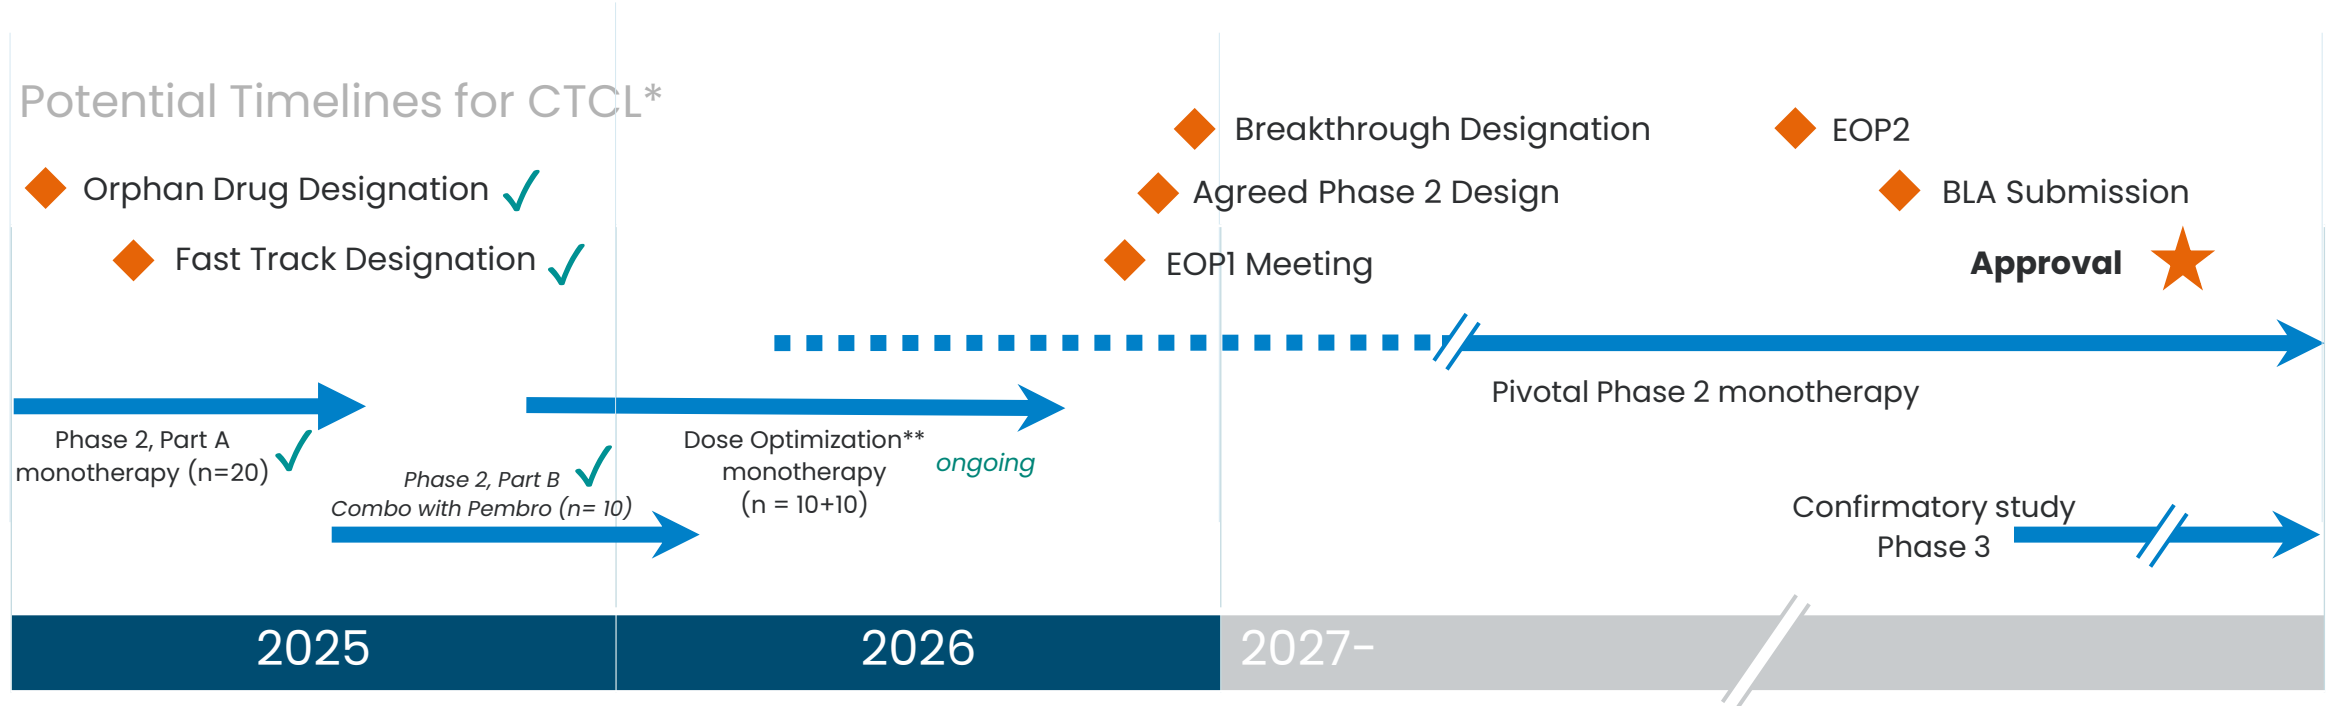 Potential Timelines for CTCL*
Orphan Drug Designation
Fast Track Designation
Breakthrough Designation
Agreed Phase 2 Design
EOP1 Meeting
EOP2
BLA Submission
Approval
Pivotal Phase 2 monotherapy
Phase 2, Part A
monotherapy (n=20)
Phase 2, Part B
Combo with Pembro (n= 10)
Dose Optimization**
monotherapy
(n = 10+10)
ongoing
Confirmatory study
Phase 3
2025
2026
2027-